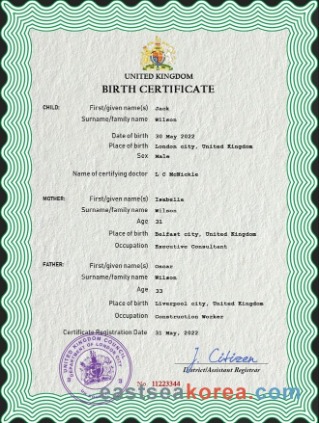 UNITED KINGDOM
BIRTH CERTIFICATE
CHILD: First/given name(s) Jack
Surname/family name Wilson
Date of birth 30 May 2022
Place of birth London city, United Kingdom
Sex Male
Name of certifying doctor L C McNickle
MOTHER: First/given name(s) Isabella
Surname/family name Wilson
Age 31
Place of birth Belfast city, United Kingdom
Occupation Executive Consultant
FATHER: First/given name(s) Oscar
Surname/family name Wilson
Age 33
Place of birth Liverpool city, United Kingdom
Occupation Construction Worker
Certificate Registration Date 31 May, 2022
UNITED KINGDOM COUNCIL
J. Citizen
District/Assistant Registrar
No. 11223344
eastseakorea.com